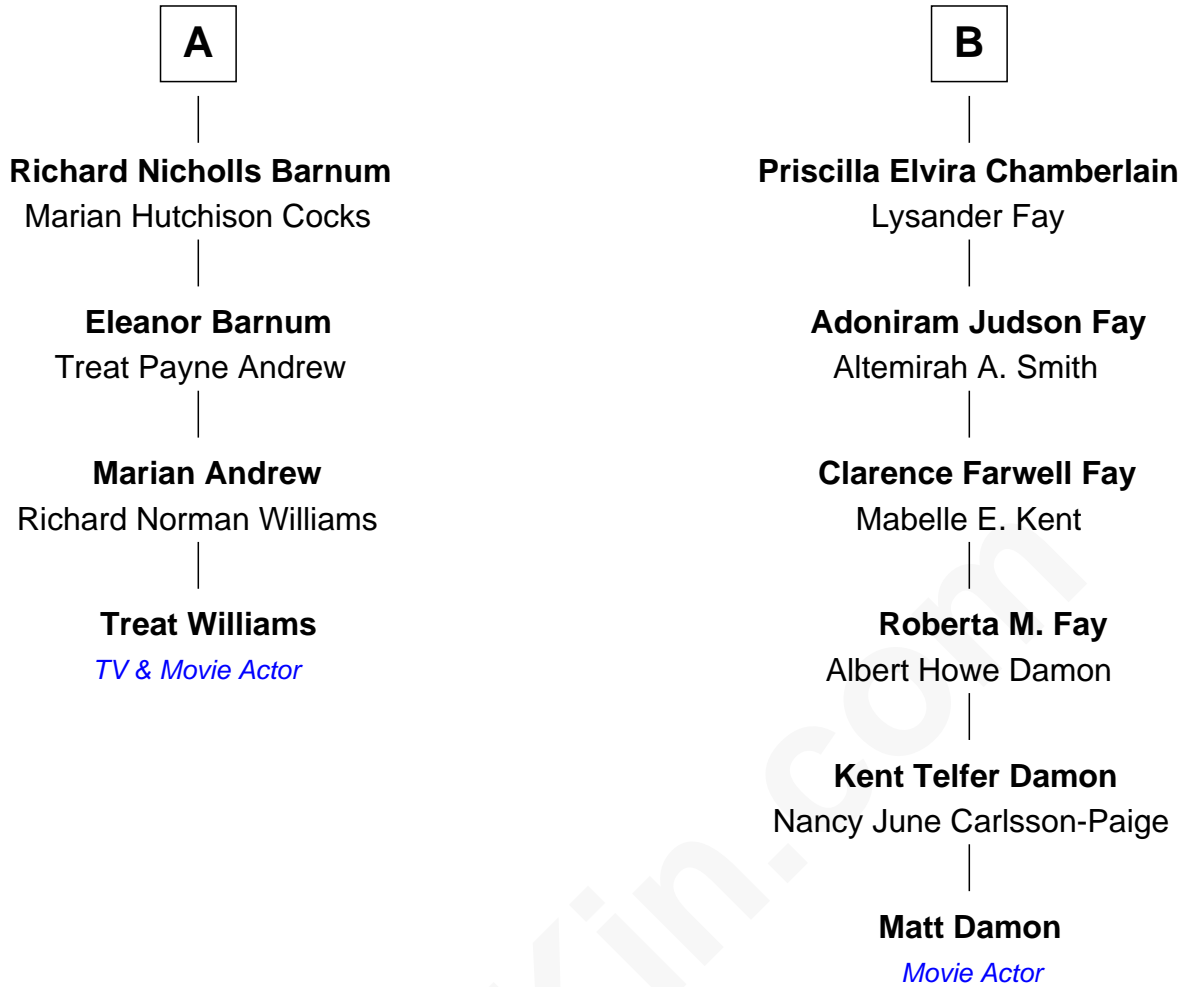 A
Richard Nicholls Barnum
Marian Hutchison Cocks
Eleanor Barnum
Treat Payne Andrew
Marian Andrew
Richard Norman Williams
Treat Williams
TV & Movie Actor
B
Priscilla Elvira Chamberlain
Lysander Fay
Adoniram Judson Fay
Altemirah A. Smith
Clarence Farwell Fay
Mabelle E. Kent
Roberta M. Fay
Albert Howe Damon
Kent Telfer Damon
Nancy June Carlsson-Paige
Matt Damon
Movie Actor
Kin.com